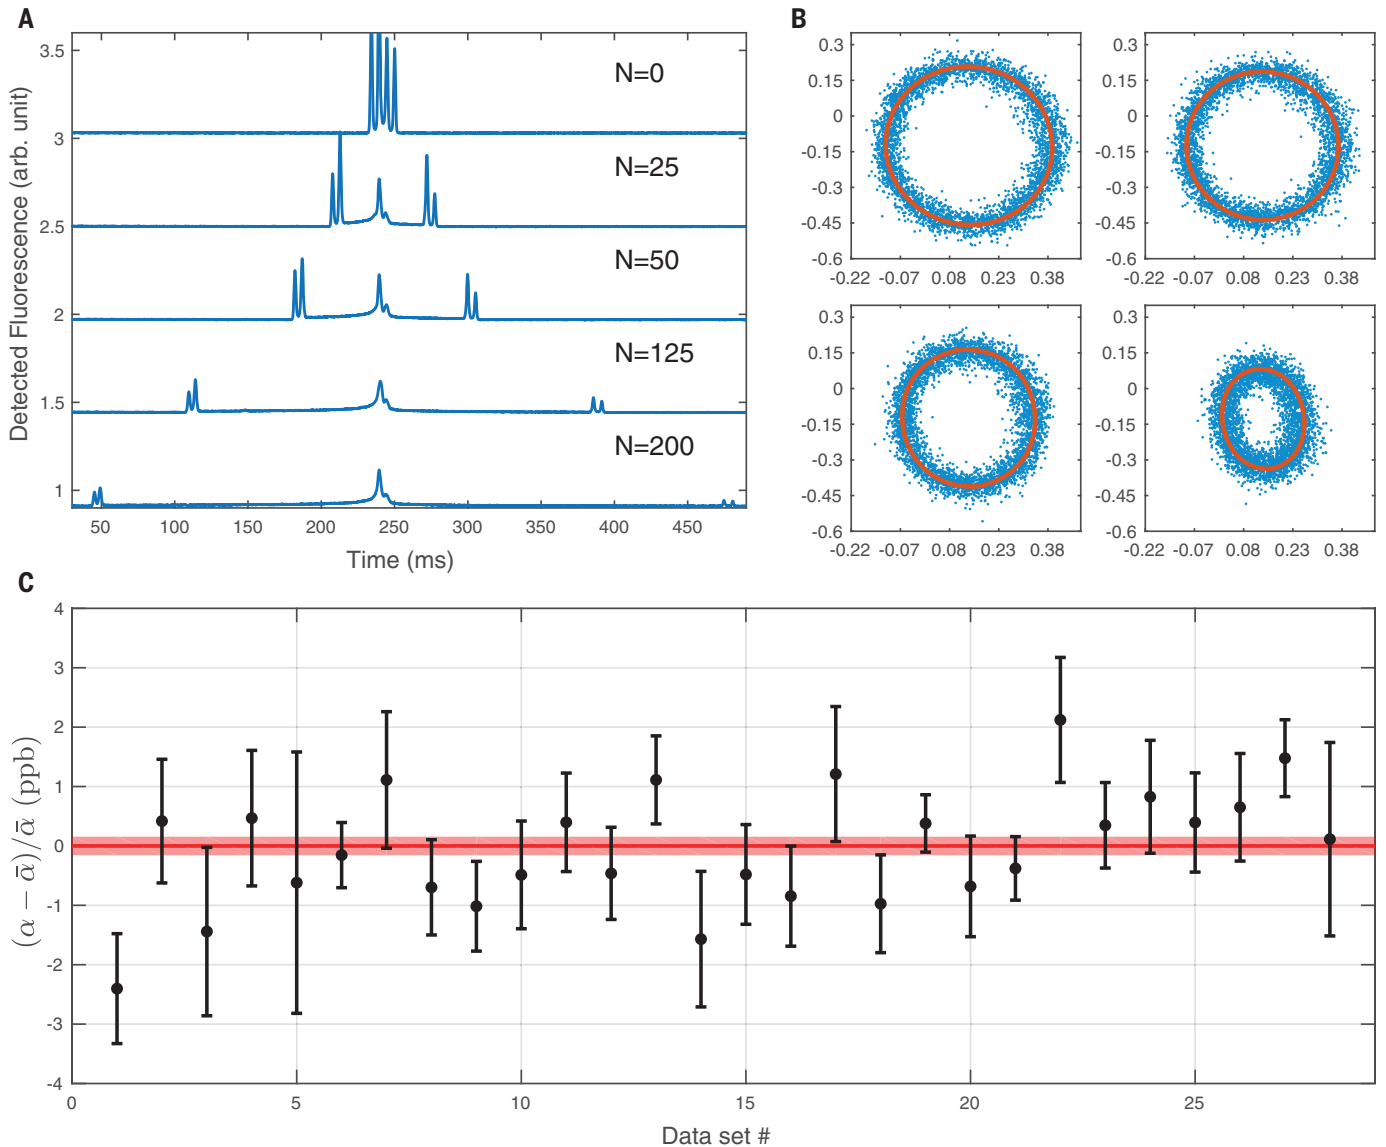 A
Detected Fluorescence (arb. unit)
3.5
3
2.5
2
1.5
1
N=0
N=25
N=50
N=125
N=200
50 100 150 200 250 300 350 400 450
Time (ms)
B
0.3
0.15
0
-0.15
-0.3
-0.45
-0.6
-0.22 -0.07 0.08 0.23 0.38
0.3
0.15
0
-0.15
-0.3
-0.45
-0.6
-0.22 -0.07 0.08 0.23 0.38
0.3
0.15
0
-0.15
-0.3
-0.45
-0.6
-0.22 -0.07 0.08 0.23 0.38
0.3
0.15
0
-0.15
-0.3
-0.45
-0.6
-0.22 -0.07 0.08 0.23 0.38
C
(α − ᾱ)/ᾱ (ppb)
4
3
2
1
0
-1
-2
-3
-4
0 5 10 15 20 25
Data set #